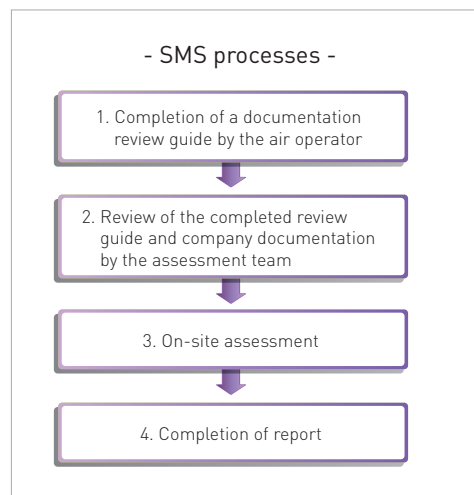 - SMS processes -
1. Completion of a documentation
review guide by the air operator
2. Review of the completed review
guide and company documentation
by the assessment team
3. On-site assessment
4. Completion of report